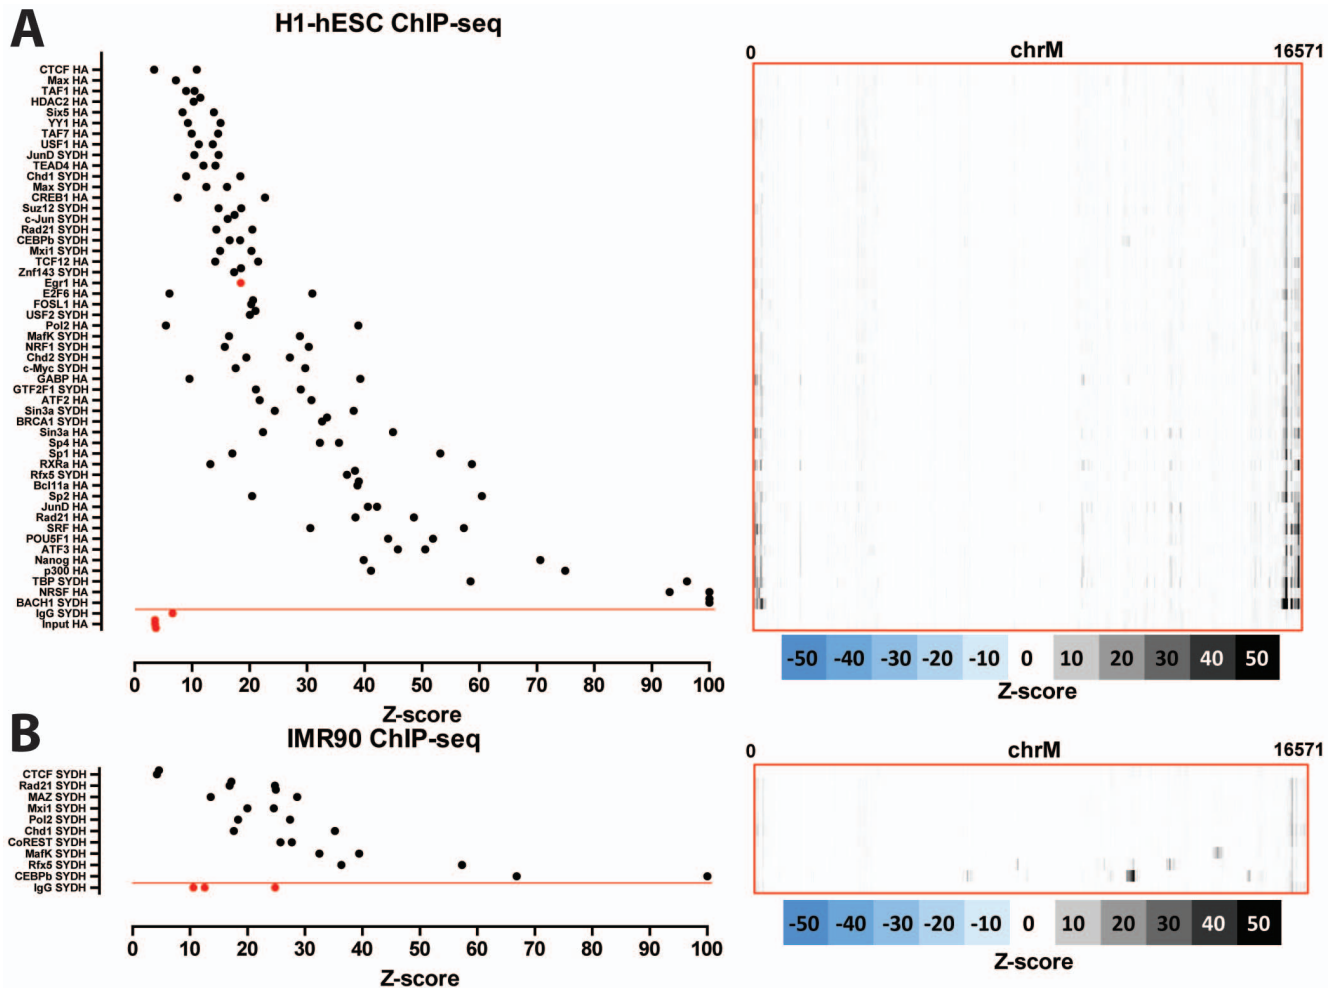 A
H1-hESC ChIP-seq
CTCF HA
Max HA
TAF1 HA
HDAC2 HA
Six5 HA
YY1 HA
TAF7 HA
USF1 HA
JunD SYDH
TEAD4 HA
Chd1 SYDH
Max SYDH
CREB1 HA
Suz12 SYDH
c-Jun SYDH
Rad21 SYDH
CEBPb SYDH
Mxi1 SYDH
TCF12 HA
Znf143 SYDH
Egr1 HA
E2F6 HA
FOSL1 HA
USF2 SYDH
Pol2 HA
MafK SYDH
NRF1 SYDH
Chd2 SYDH
c-Myc SYDH
GABP HA
GTF2F1 SYDH
ATF2 HA
Sin3a SYDH
BRCA1 SYDH
Sin3a HA
Sp4 HA
Sp1 HA
RXRa HA
Rfx5 SYDH
Bcl11a HA
Sp2 HA
JunD HA
Rad21 HA
SRF HA
POU5F1 HA
ATF3 HA
Nanog HA
p300 HA
TBP SYDH
NRSF HA
BACH1 SYDH
IgG SYDH
Input HA
0 10 20 30 40 50 60 70 80 90 100
Z-score
0 chrM 16571
-50 -40 -30 -20 -10 0 10 20 30 40 50
Z-score
B
IMR90 ChIP-seq
CTCF SYDH
Rad21 SYDH
MAZ SYDH
Mxi1 SYDH
Pol2 SYDH
Chd1 SYDH
CoREST SYDH
MafK SYDH
Rfx5 SYDH
CEBPb SYDH
IgG SYDH
0 10 20 30 40 50 60 70 80 90 100
Z-score
0 chrM 16571
-50 -40 -30 -20 -10 0 10 20 30 40 50
Z-score